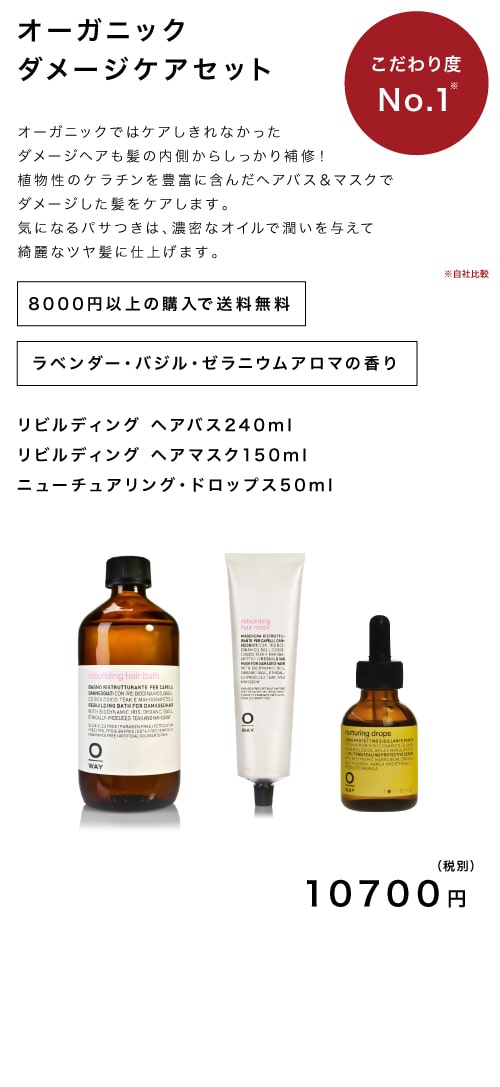 オーガニック
ダメージケアセット
こだわり度
No.1※
オーガニックではケアしきれなかった
ダメージヘアも髪の内側からしっかり補修！
植物性のケラチンを豊富に含んだヘアバス＆マスクで
ダメージした髪をケアします。
気になるパサつきは、濃密なオイルで潤いを与えて
綺麗なツヤ髪に仕上げます。
※自社比較
8000円以上の購入で送料無料
ラベンダー・バジル・ゼラニウムアロマの香り
リビルディング ヘアバス240ml
リビルディング ヘアマスク150ml
ニューチュアリング・ドロップス50ml
rebuilding hair bath
BAGNO RISTRUTTURANTE PER CAPELLI
REBUILDING BATH FOR DAMAGED HAIR
O
WAY
rebuilding
hair mask
O
WAY
nurturing drops
O
WAY
（税別）
10700円